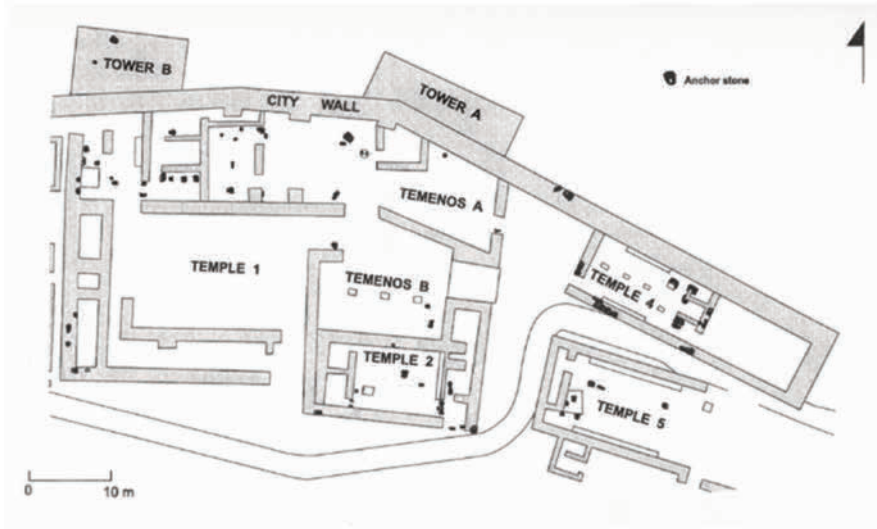 TOWER B
TOWER A
Anchor stone
CITY WALL
TEMENOS A
TEMPLE 1
TEMENOS B
TEMPLE 4
TEMPLE 2
TEMPLE 5
0 10 m